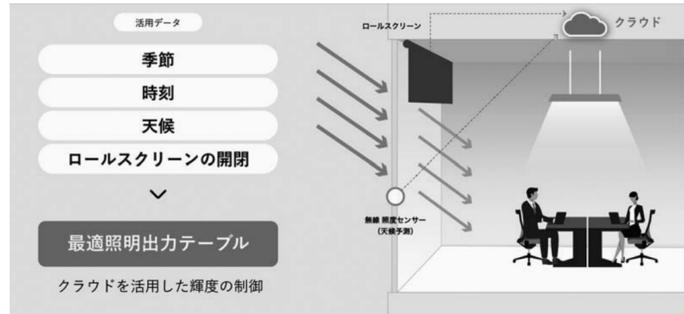 活用データ
季節
時刻
天候
ロールスクリーンの開閉
最適照明出力テーブル
クラウドを活用した輝度の制御
ロールスクリーン
クラウド
無線 照度センサー
(天候予測)